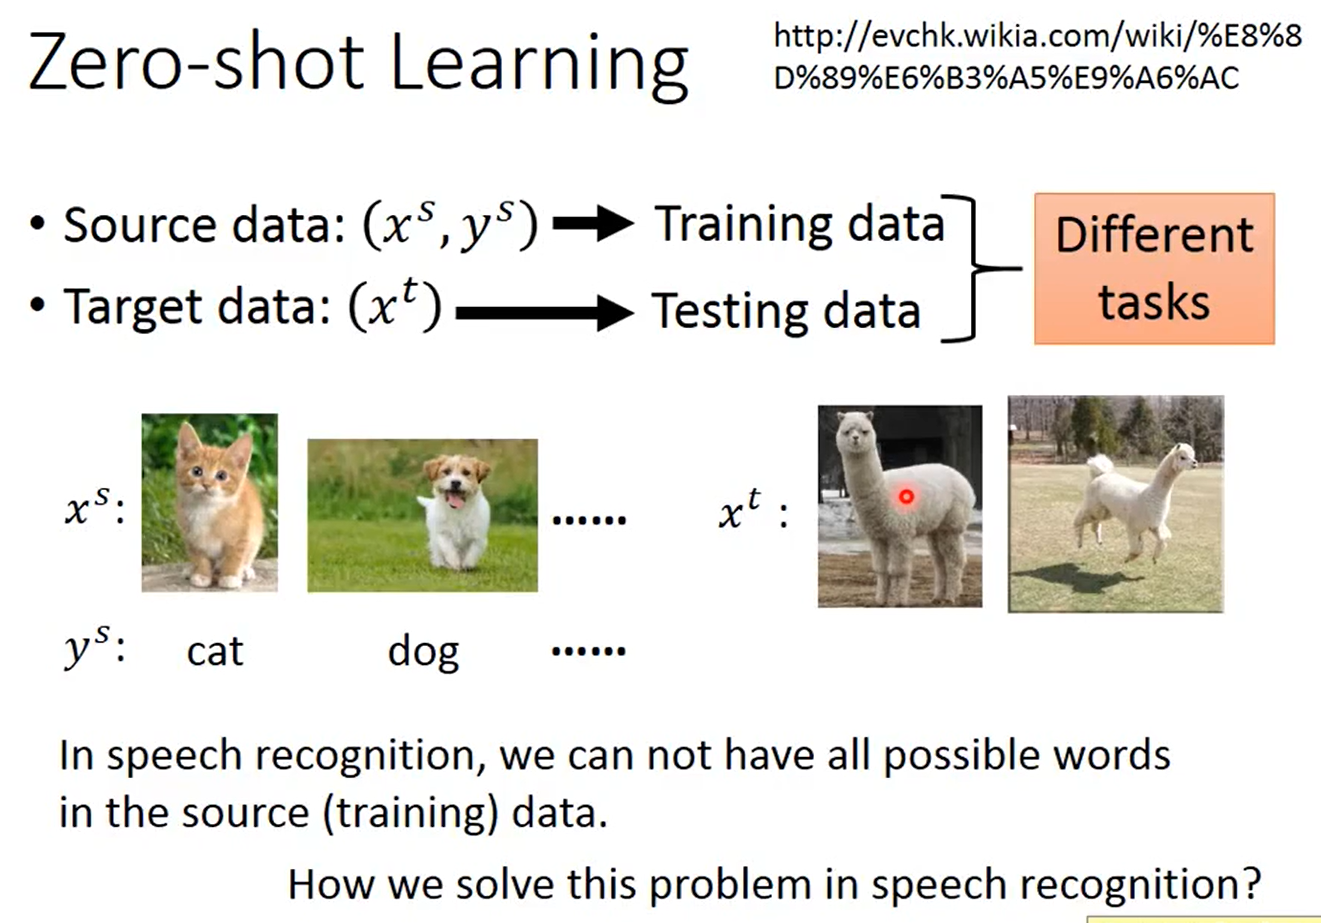 Zero-shot Learning
http://evchk.wikia.com/wiki/%E8%8
D%89%E6%B3%A5%E9%A6%AC
• Source data: (x^s, y^s) → Training data
• Target data: (x^t) → Testing data
Different
tasks
x^s: ……
x^t :
y^s: cat dog ……
In speech recognition, we can not have all possible words
in the source (training) data.
How we solve this problem in speech recognition?